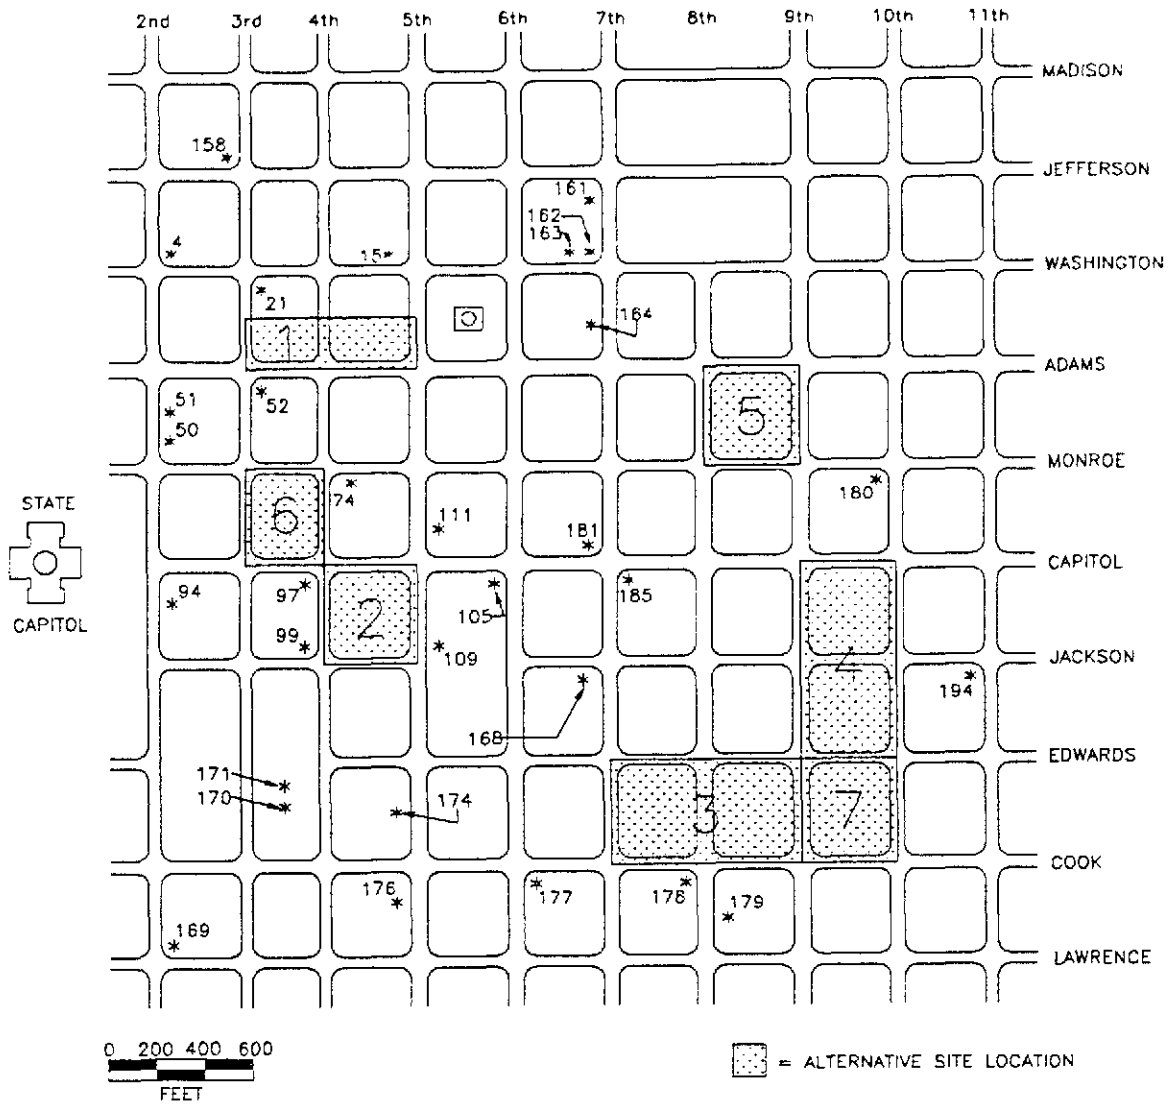 2nd 3rd 4th 5th 6th 7th 8th 9th 10th 11th
MADISON
158
JEFFERSON
161
162
163
4
15
WASHINGTON
21
164
1
ADAMS
51
52
50
5
MONROE
STATE
6
74
111
181
180
CAPITOL
94
97
2
105
185
CAPITOL
99
109
4
JACKSON
194
168
EDWARDS
171
170
174
3
7
COOK
176
177
178
179
169
LAWRENCE
0 200 400 600
FEET
= ALTERNATIVE SITE LOCATION